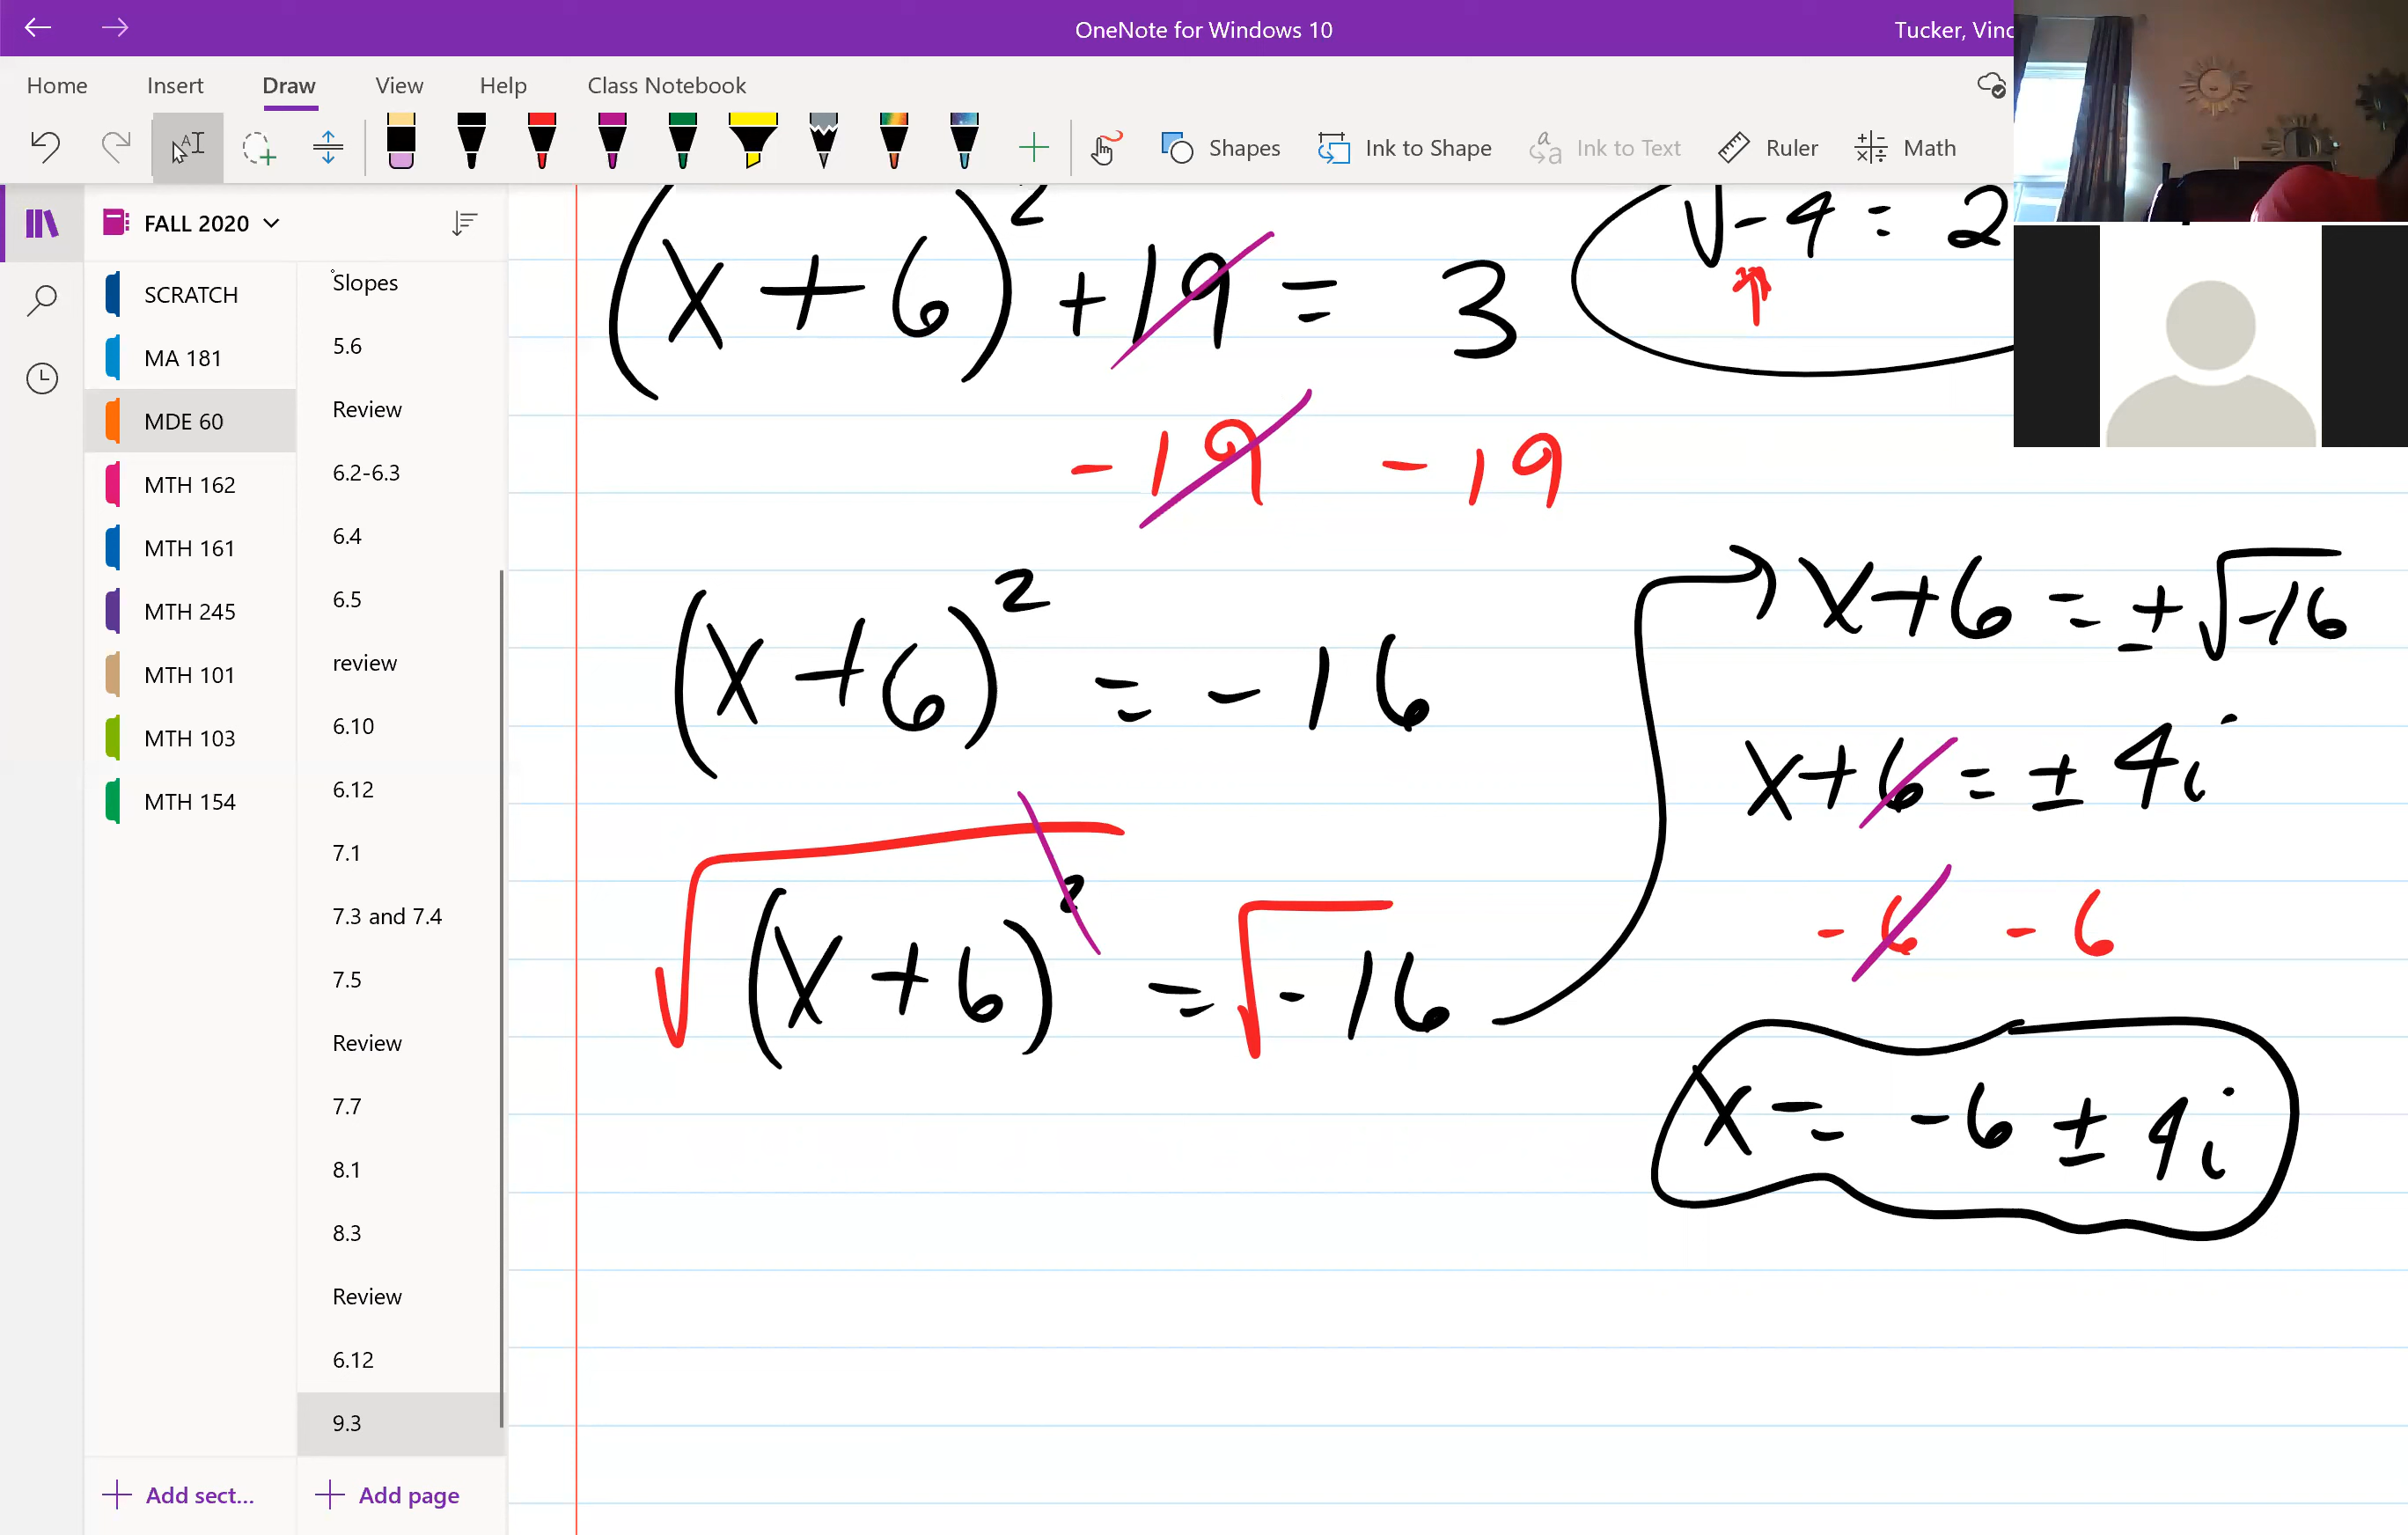 OneNote for Windows 10
Tucker, Vinc
Home Insert Draw View Help Class Notebook
Shapes Ink to Shape Ink to Text Ruler Math
FALL 2020
SCRATCH
MA 181
MDE 60
MTH 162
MTH 161
MTH 245
MTH 101
MTH 103
MTH 154
Add sect...
Slopes
5.6
Review
6.2-6.3
6.4
6.5
review
6.10
6.12
7.1
7.3 and 7.4
7.5
Review
7.7
8.1
8.3
Review
6.12
9.3
Add page
(x+6)² +19 = 3
-19 -19
(x+6)² = -16
√(x+6)² = √-16
√-4 = 2
x+6 = ±√-16
x+6 = ± 4i
-6 -6
x = -6 ± 4i